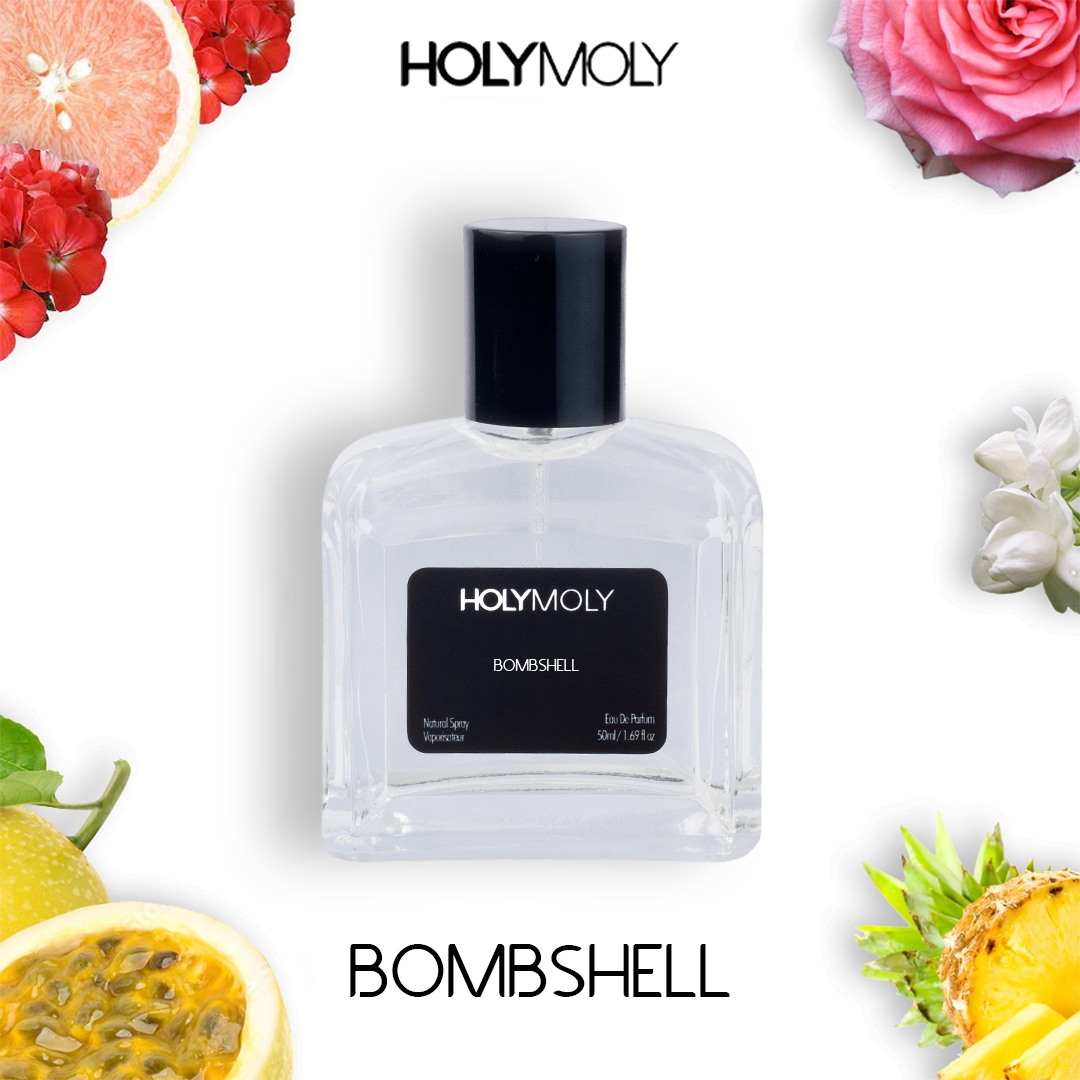 HOLYMOLY
HOLYMOLY
BOMBSHELL
Natural Spray
Vaporisateur
Eau De Parfum
50ml / 1.69 fl oz
BOMBSHELL